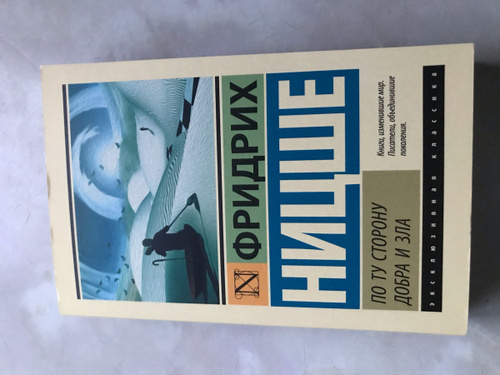 ФРИДРИХ
НИЦШЕ
ПО ТУ СТОРОНУ
ДОБРА И ЗЛА
Книги, изменившие мир.
Писатели, объединившие
поколения.
эксклюзивная классика